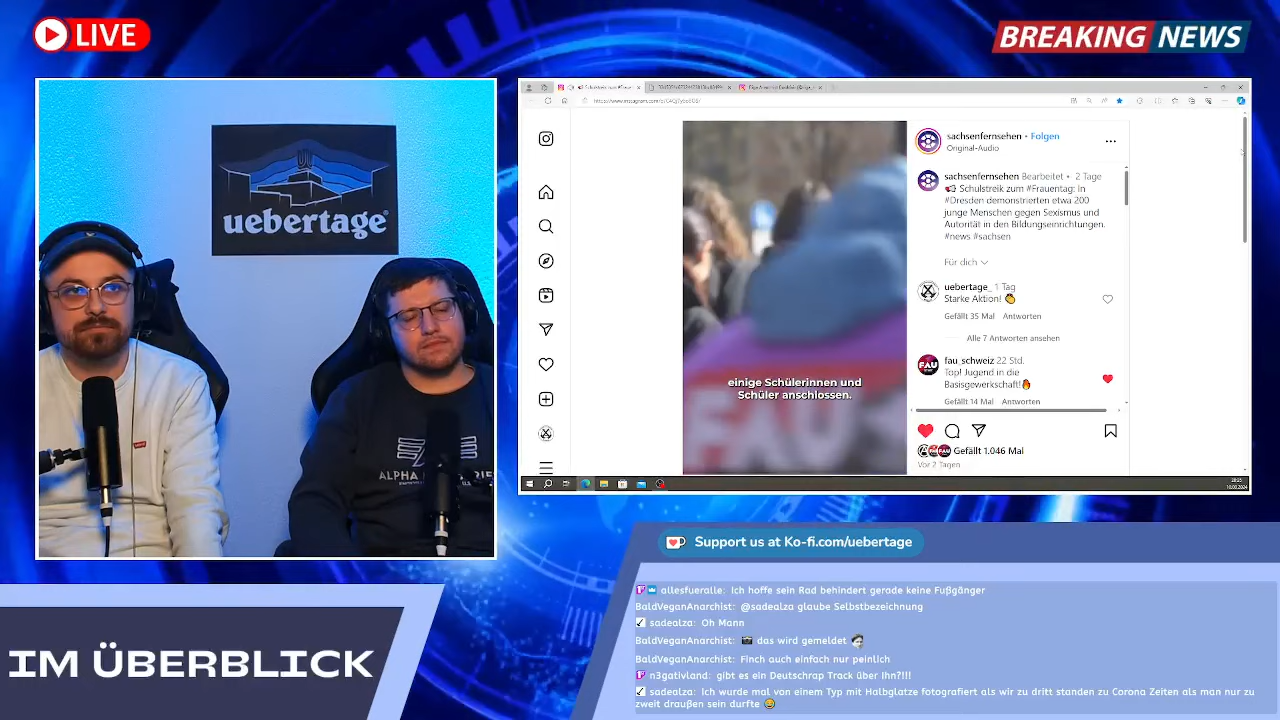 LIVE
BREAKING NEWS
uebertage
sachsenfernsehen • Folgen
Original-Audio
sachsenfernsehen Bearbeitet • 2 Tage
Schulstreik zum #Frauentag: In
#Dresden demonstrierten etwa 200
junge Menschen gegen Sexismus und
Autorität in den Bildungseinrichtungen.
#news #sachsen
Für dich
uebertage_ 1 Tag
Starke Aktion! 👏
Gefällt 35 Mal Antworten
Alle 7 Antworten ansehen
fau_schweiz 22 Std.
Top! Jugend in die
Basisgewerkschaft!🔥
Gefällt 14 Mal Antworten
Gefällt 1.046 Mal
Vor 2 Tagen
einige Schülerinnen und
Schüler anschlossen.
FAU
FAU
Levi's
ALPHA
Support us at Ko-fi.com/uebertage
allesfueralle: Ich hoffe sein Rad behindert gerade keine Fußgänger
BaldVeganAnarchist: @sadealza glaube Selbstbezeichnung
sadealza: Oh Mann
BaldVeganAnarchist: 📸 das wird gemeldet
BaldVeganAnarchist: Finch auch einfach nur peinlich
n3gativland: gibt es ein Deutschrap Track über Ihn?!!!
sadealza: Ich wurde mal von einem Typ mit Halbglatze fotografiert als wir zu dritt standen zu Corona Zeiten als man nur zu
zweit draußen sein durfte 😂
IM ÜBERBLICK